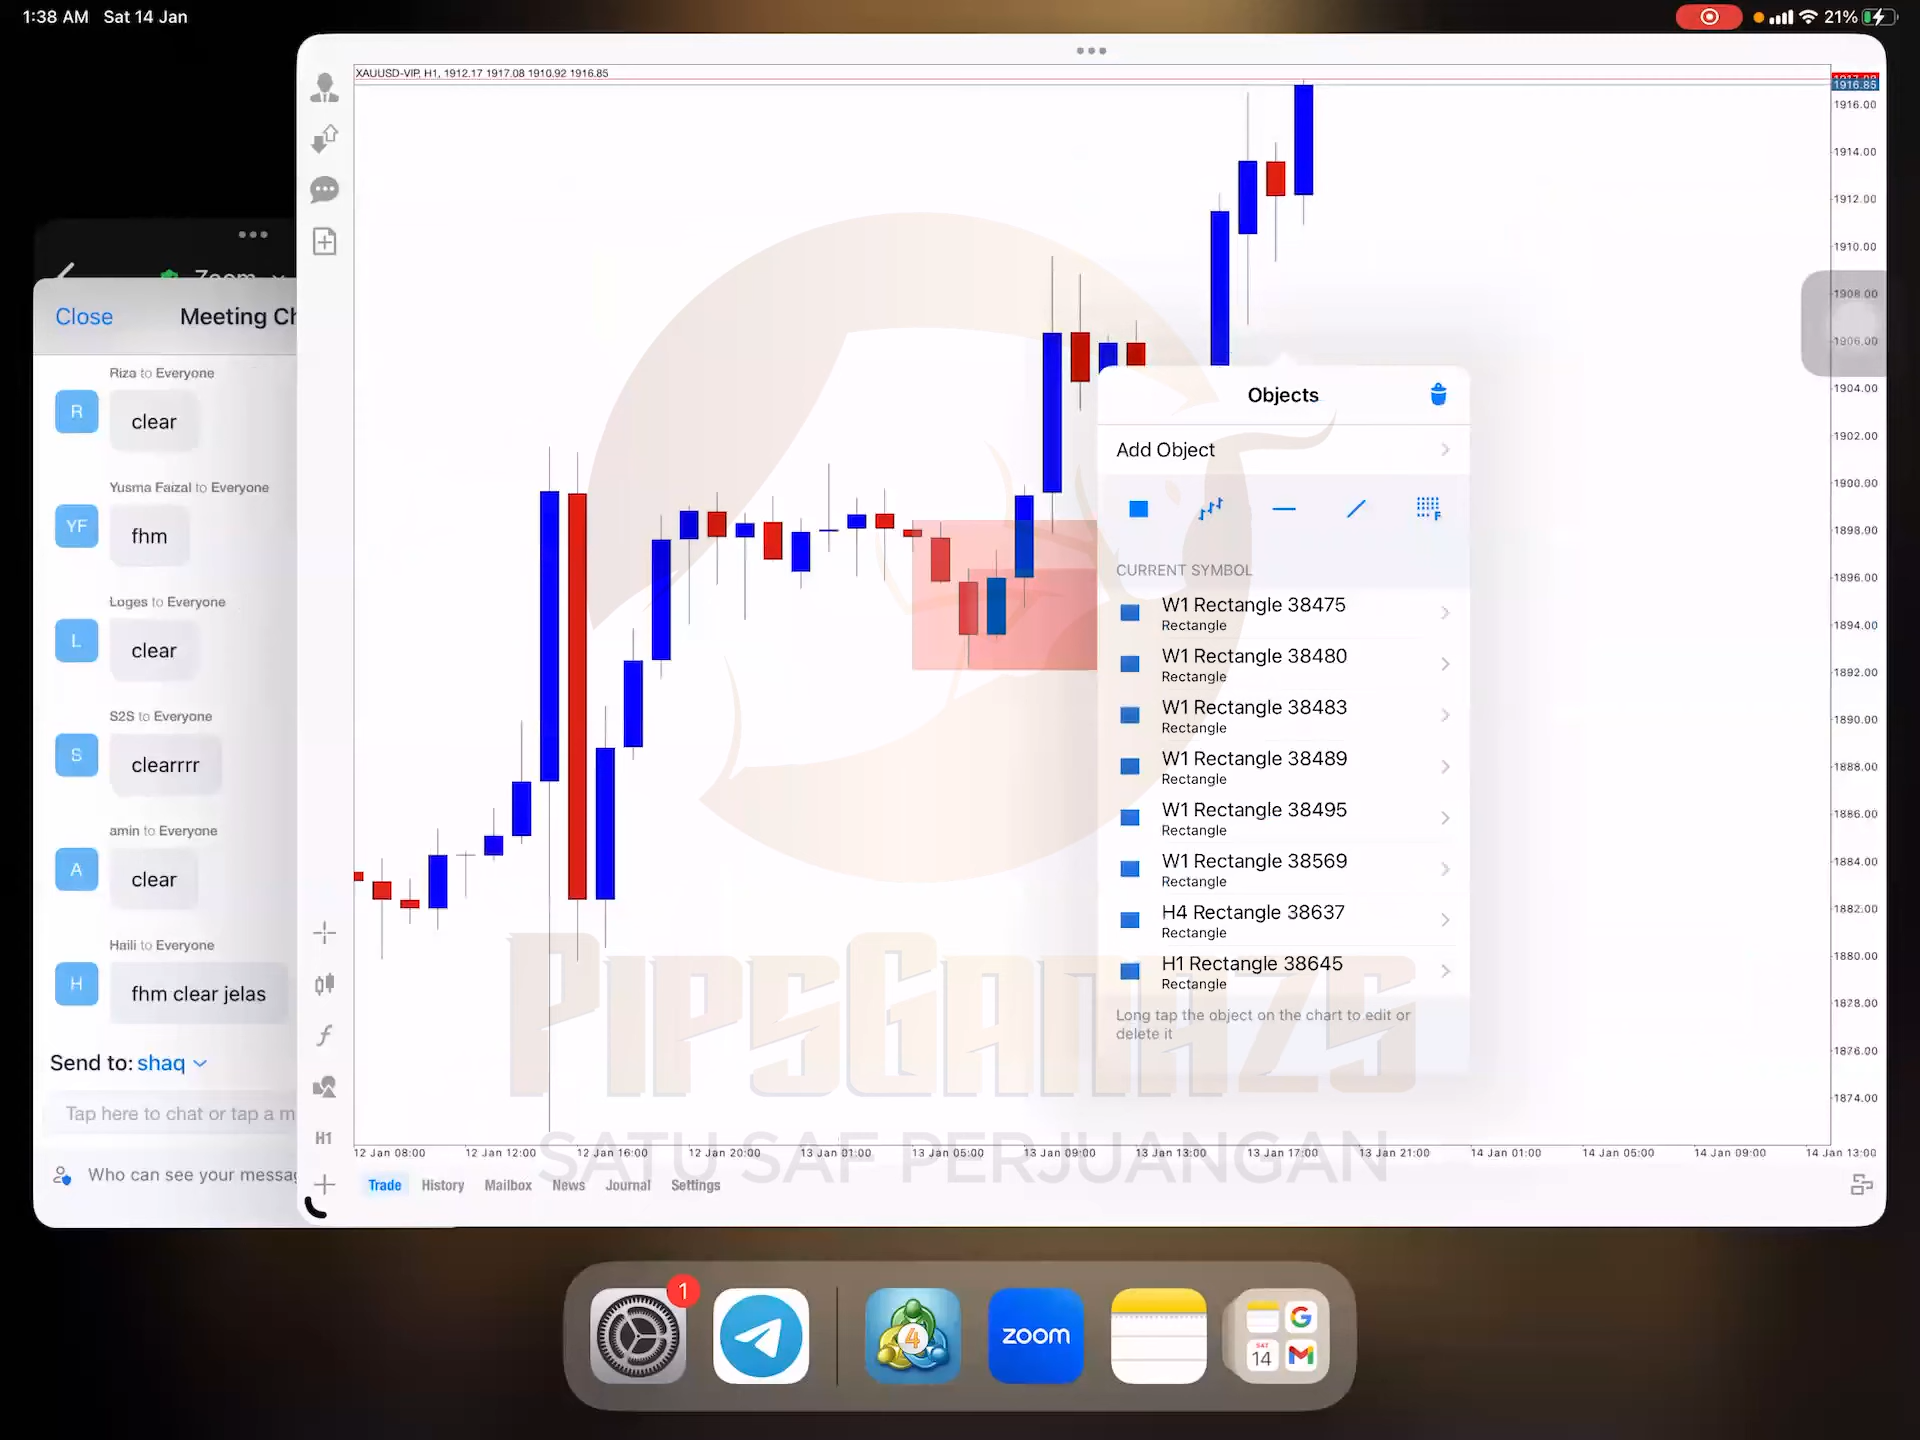 1:38 AM Sat 14 Jan
21%
XAUUSD-VIP, H1, 1912.17 1917.08 1910.92 1916.85
1916.85
1916.00
1914.00
1912.00
1910.00
1908.00
1906.00
1904.00
1902.00
1900.00
1898.00
1896.00
1894.00
1892.00
1890.00
1888.00
1886.00
1884.00
1882.00
1880.00
1878.00
1876.00
1874.00
Zoom
Close
Meeting Ch
Riza to Everyone
R
clear
Yusma Faizal to Everyone
YF
fhm
Loges to Everyone
L
clear
S2S to Everyone
S
clearrrr
amin to Everyone
A
clear
Haili to Everyone
H
fhm clear jelas
Send to: shaq
Tap here to chat or tap a m
Who can see your messag
Objects
Add Object
F
CURRENT SYMBOL
W1 Rectangle 38475
Rectangle
W1 Rectangle 38480
Rectangle
W1 Rectangle 38483
Rectangle
W1 Rectangle 38489
Rectangle
W1 Rectangle 38495
Rectangle
W1 Rectangle 38569
Rectangle
H4 Rectangle 38637
Rectangle
H1 Rectangle 38645
Rectangle
Long tap the object on the chart to edit or
delete it
PIPSGANAZS
SATU SAF PERJUANGAN
f
H1
12 Jan 08:00
12 Jan 12:00
12 Jan 16:00
12 Jan 20:00
13 Jan 01:00
13 Jan 05:00
13 Jan 09:00
13 Jan 13:00
13 Jan 17:00
13 Jan 21:00
14 Jan 01:00
14 Jan 05:00
14 Jan 09:00
14 Jan 13:00
Trade
History
Mailbox
News
Journal
Settings
1
4
zoom
G
SAT
14
M